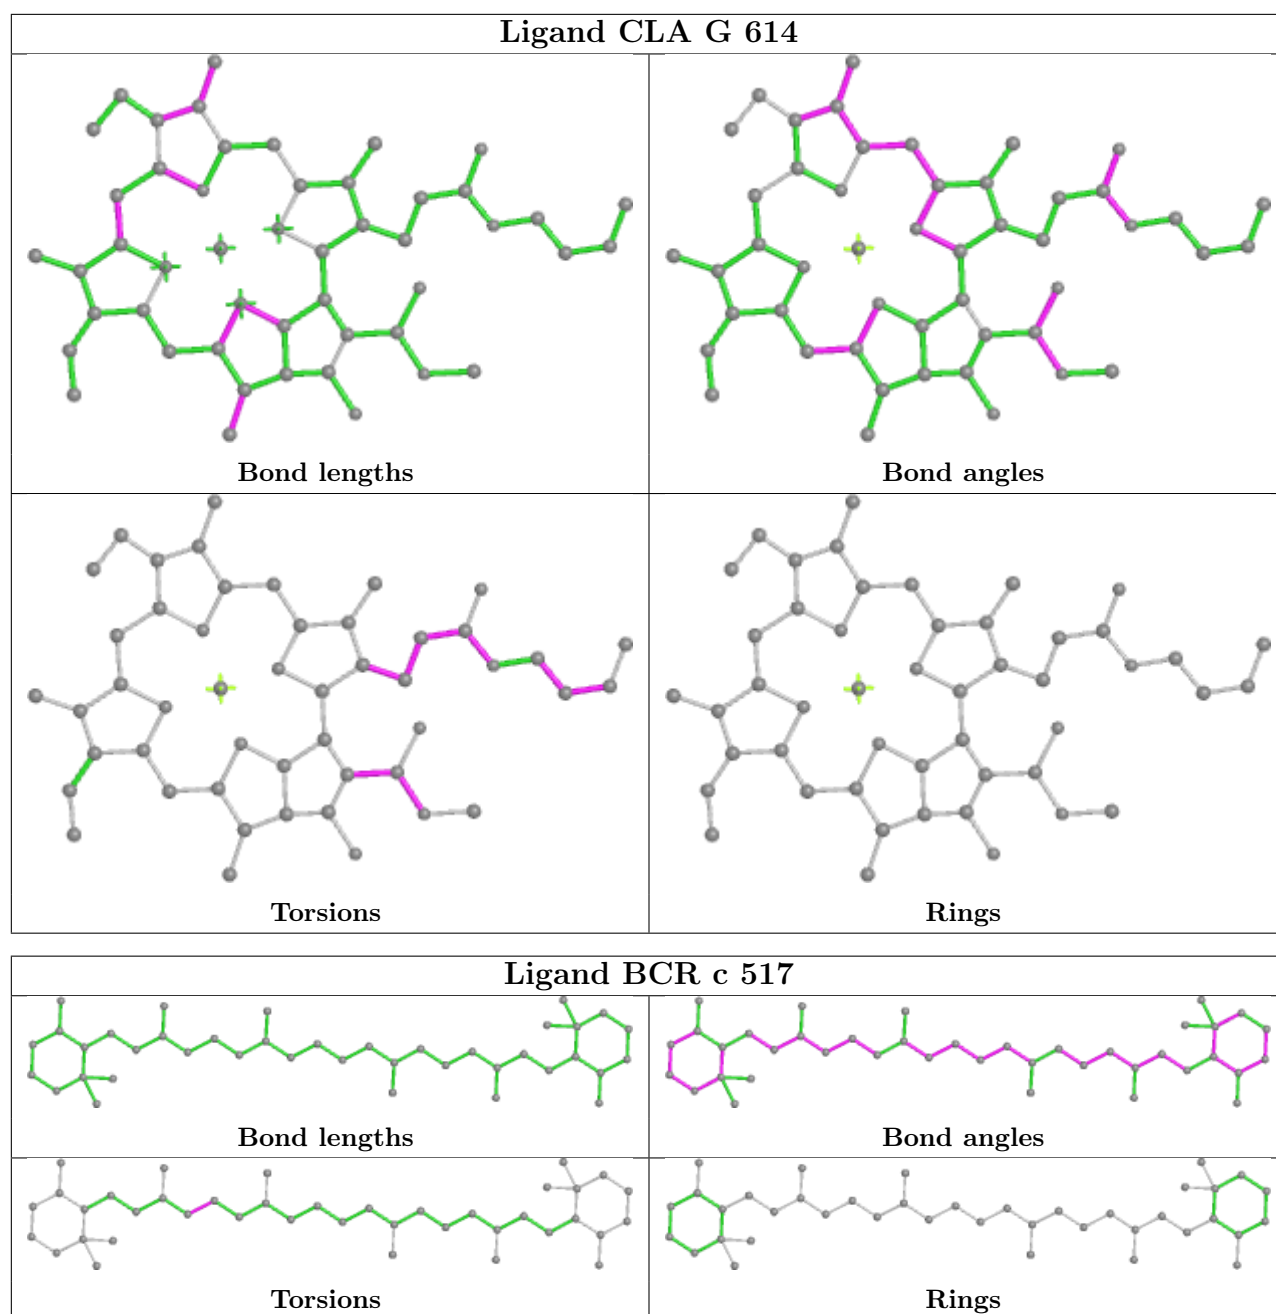 Ligand CLA G 614
Bond lengths
Bond angles
Torsions
Rings
Ligand BCR c 517
Bond lengths
Bond angles
Torsions
Rings